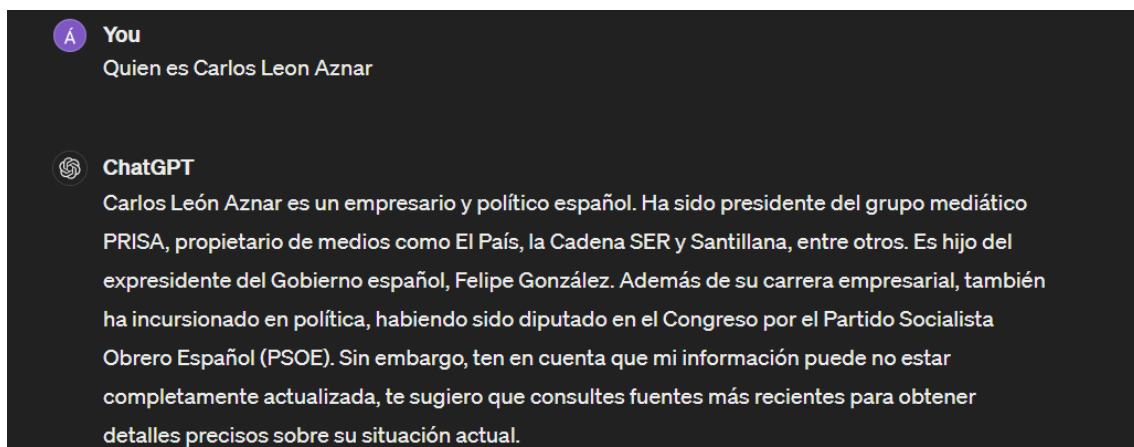 Á You
Quien es Carlos Leon Aznar
ChatGPT
Carlos León Aznar es un empresario y político español. Ha sido presidente del grupo mediático
PRISA, propietario de medios como El País, la Cadena SER y Santillana, entre otros. Es hijo del
expresidente del Gobierno español, Felipe González. Además de su carrera empresarial, también
ha incursionado en política, habiendo sido diputado en el Congreso por el Partido Socialista
Obrero Español (PSOE). Sin embargo, ten en cuenta que mi información puede no estar
completamente actualizada, te sugiero que consultes fuentes más recientes para obtener
detalles precisos sobre su situación actual.